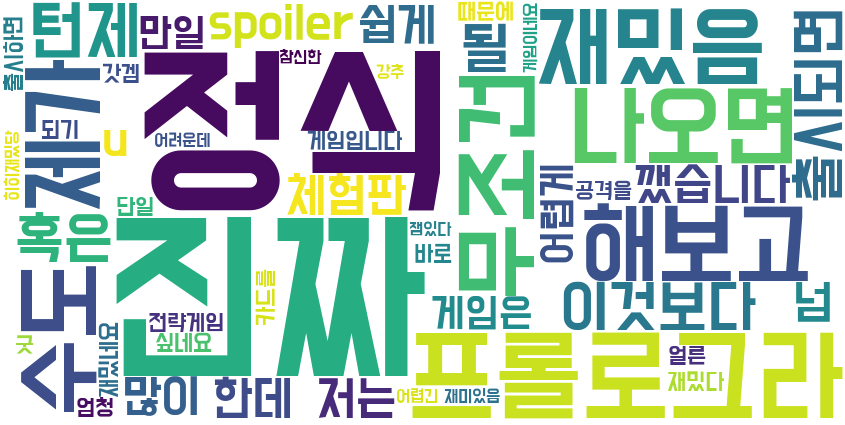 턴제
만일
spoiler
쉽게
때문에
될
게임이네요
재밌음
출시되면
출시하면
제가
갓겜
정식
참신한
강추
무조건
나오면
되기
u
어려운데
게임입니다
히히재밌당
체험판
어렵게
공격을
깼습니다
혹은
단일
진짜
잼있다
바로
해보고
수도
카드를
게임은
이것보다
넘
전략게임
싶네요
굿
재밌네요
프롤로그라
얼른
재밌다
엄청
많이
한데
저는
어렵긴
재미있음